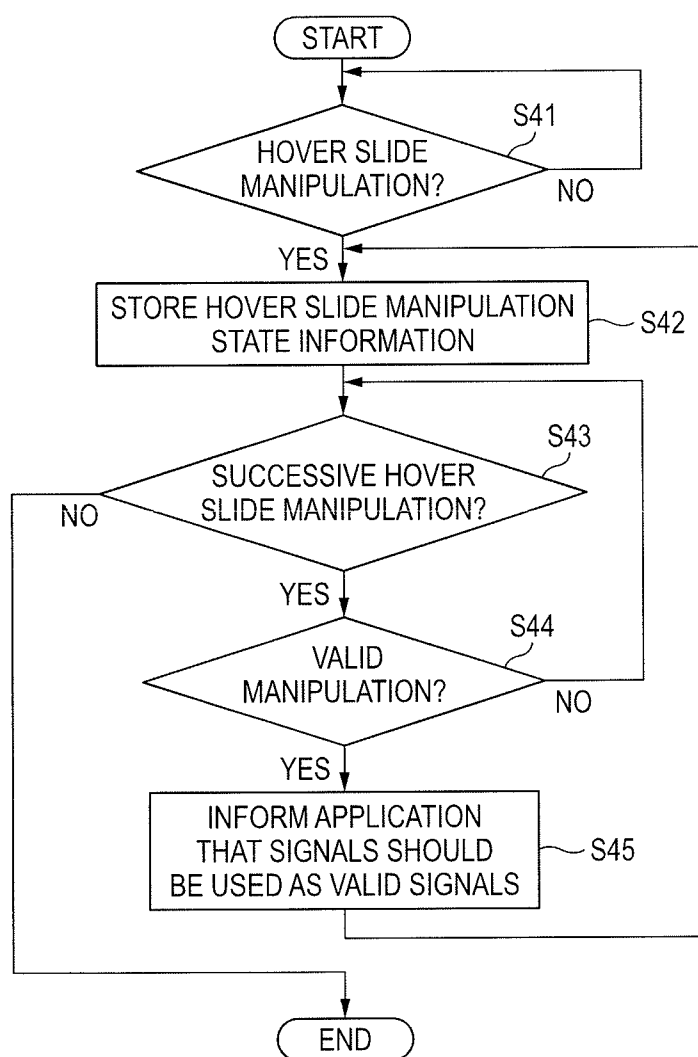 START
S41
HOVER SLIDE
MANIPULATION?
NO
YES
STORE HOVER SLIDE MANIPULATION
STATE INFORMATION
S42
S43
SUCCESSIVE HOVER
SLIDE MANIPULATION?
NO
YES
S44
VALID
MANIPULATION?
NO
YES
INFORM APPLICATION
THAT SIGNALS SHOULD
BE USED AS VALID SIGNALS
S45
END